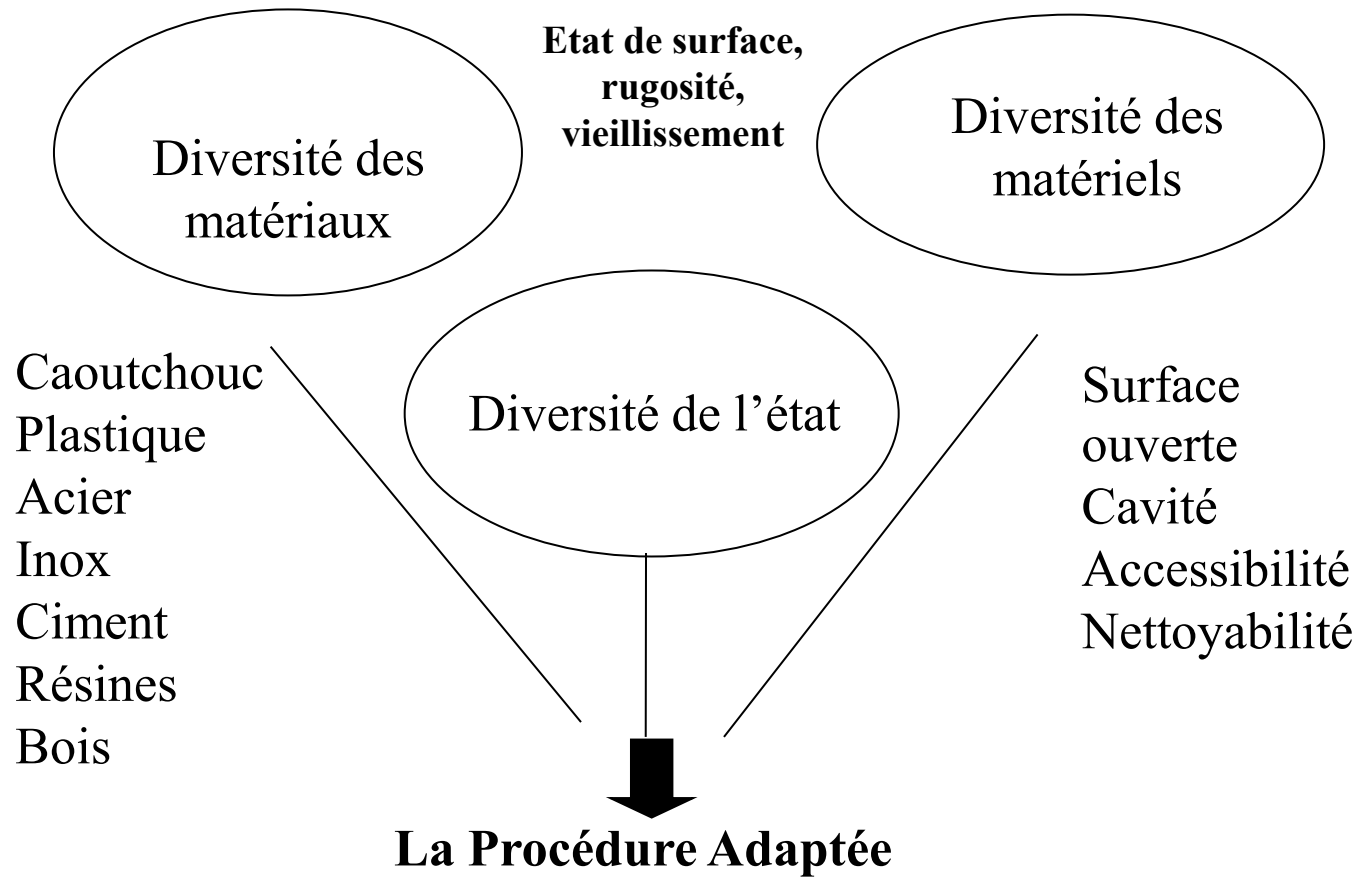 Etat de surface,
rugosité,
vieillissement
Diversité des
matériaux
Diversité des
matériels
Diversité de l’état
Caoutchouc
Plastique
Acier
Inox
Ciment
Résines
Bois
Surface
ouverte
Cavité
Accessibilité
Nettoyabilité
La Procédure Adaptée